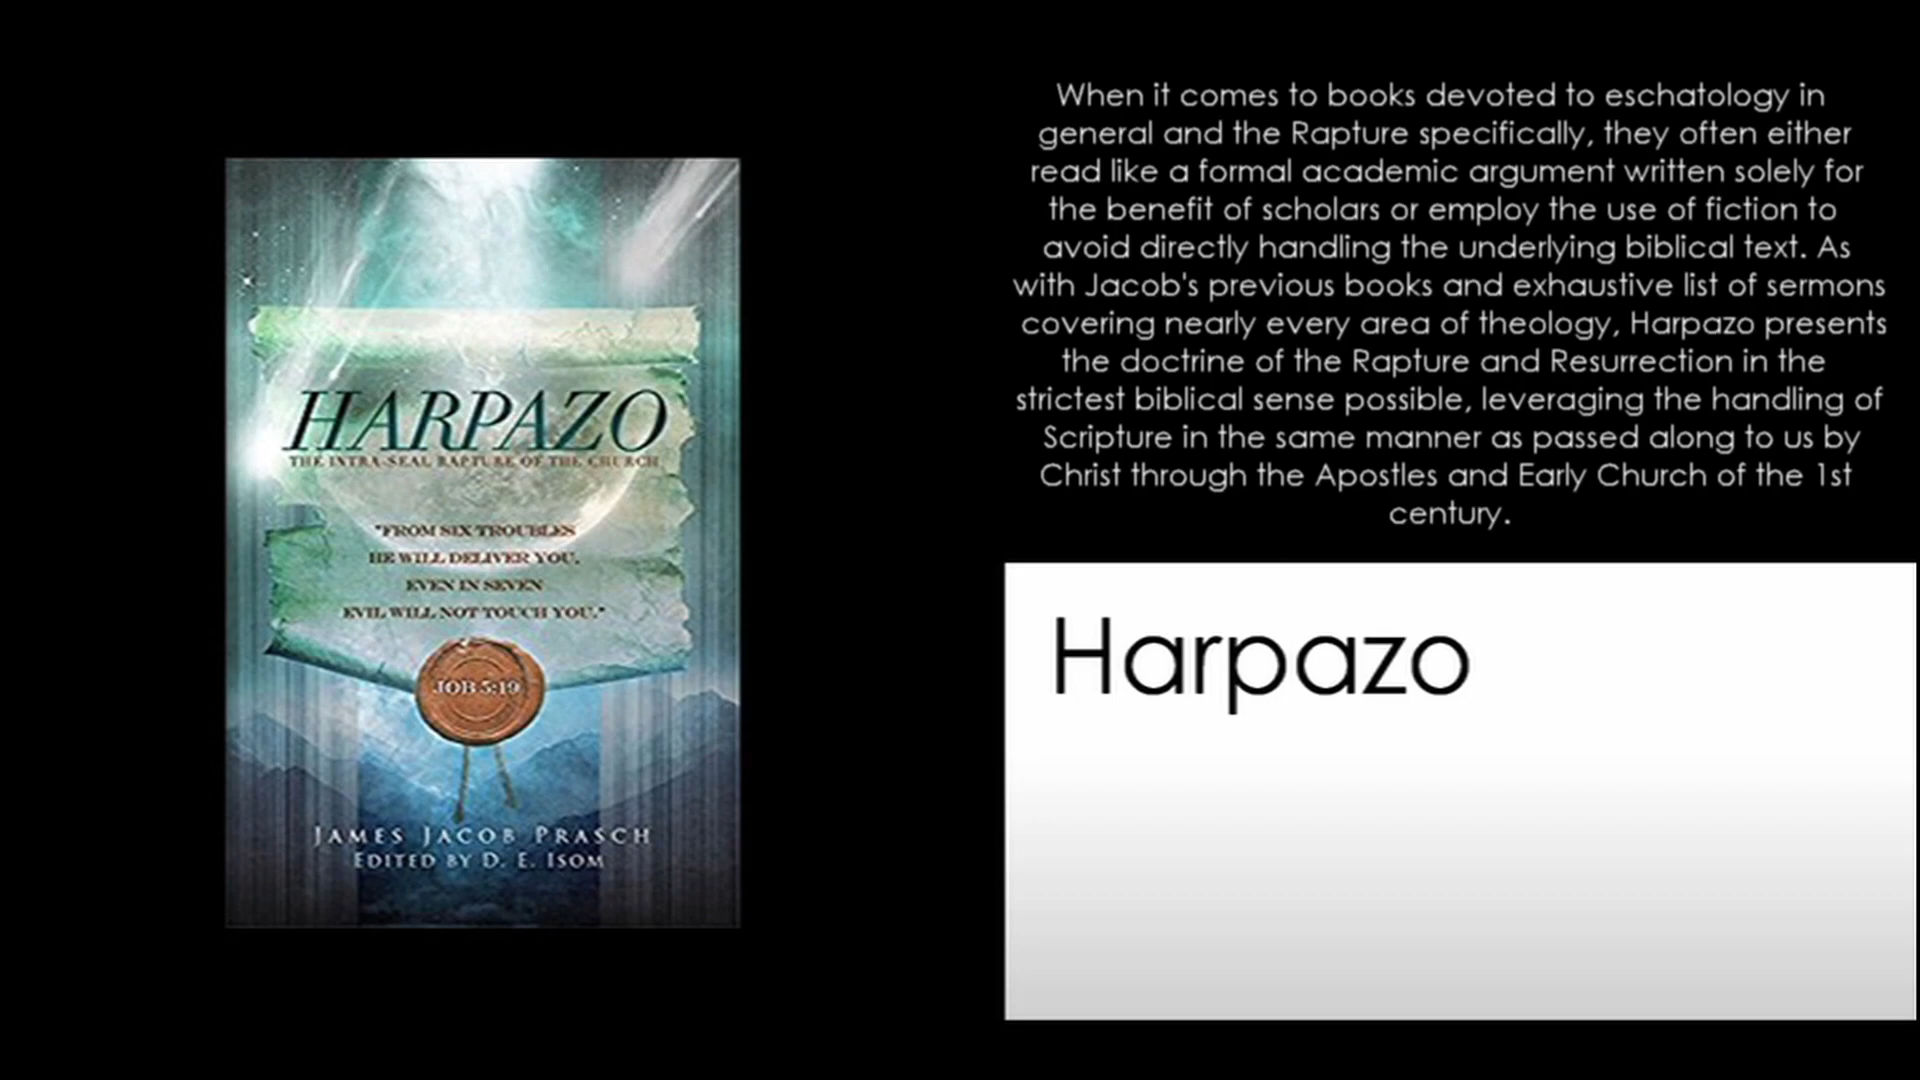 HARPAZO
THE INTRA-SEAL RAPTURE OF THE CHURCH
"FROM SIX TROUBLES
HE WILL DELIVER YOU,
EVEN IN SEVEN
EVIL WILL NOT TOUCH YOU."
JOB 5:19
JAMES JACOB PRASCH
EDITED BY D. E. ISOM
When it comes to books devoted to eschatology in
general and the Rapture specifically, they often either
read like a formal academic argument written solely for
the benefit of scholars or employ the use of fiction to
avoid directly handling the underlying biblical text. As
with Jacob's previous books and exhaustive list of sermons
covering nearly every area of theology, Harpazo presents
the doctrine of the Rapture and Resurrection in the
strictest biblical sense possible, leveraging the handling of
Scripture in the same manner as passed along to us by
Christ through the Apostles and Early Church of the 1st
century.
Harpazo